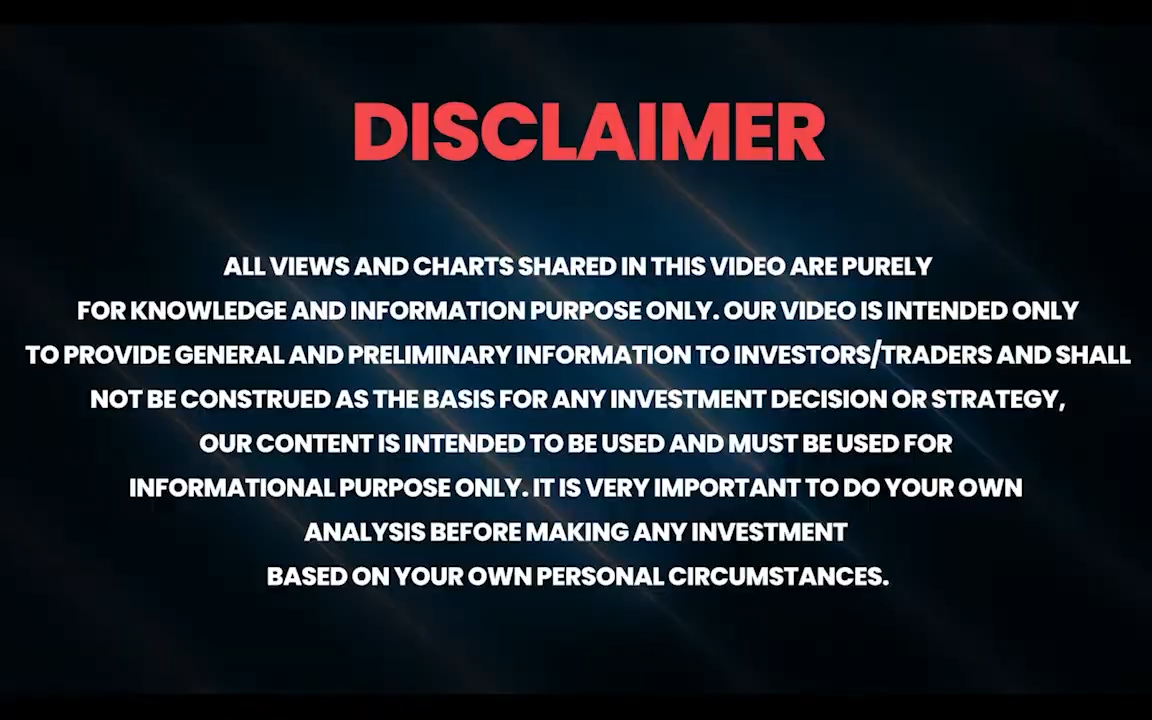 DISCLAIMER
ALL VIEWS AND CHARTS SHARED IN THIS VIDEO ARE PURELY
FOR KNOWLEDGE AND INFORMATION PURPOSE ONLY. OUR VIDEO IS INTENDED ONLY
TO PROVIDE GENERAL AND PRELIMINARY INFORMATION TO INVESTORS/TRADERS AND SHALL
NOT BE CONSTRUED AS THE BASIS FOR ANY INVESTMENT DECISION OR STRATEGY,
OUR CONTENT IS INTENDED TO BE USED AND MUST BE USED FOR
INFORMATIONAL PURPOSE ONLY. IT IS VERY IMPORTANT TO DO YOUR OWN
ANALYSIS BEFORE MAKING ANY INVESTMENT
BASED ON YOUR OWN PERSONAL CIRCUMSTANCES.